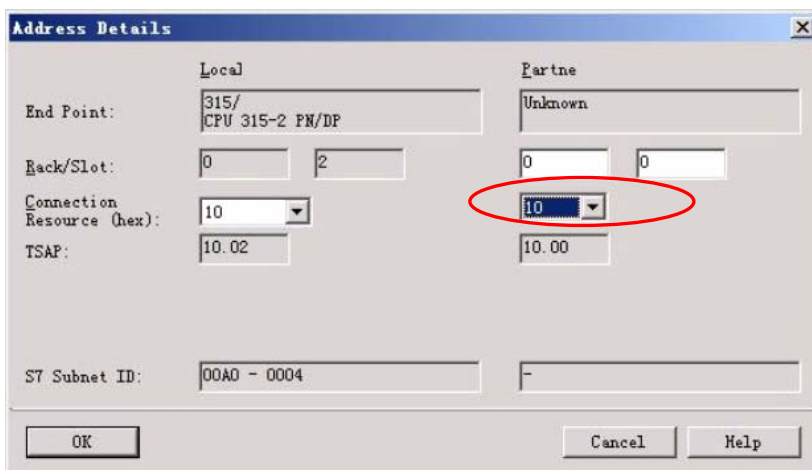 Address Details
Local Partne
End Point: 315/ Unknown
CPU 315-2 PN/DP
Rack/Slot: 0 2 0 0
Connection
Resource (hex): 10 10
TSAP: 10.02 10.00
S7 Subnet ID: 00A0 - 0004 -
OK Cancel Help